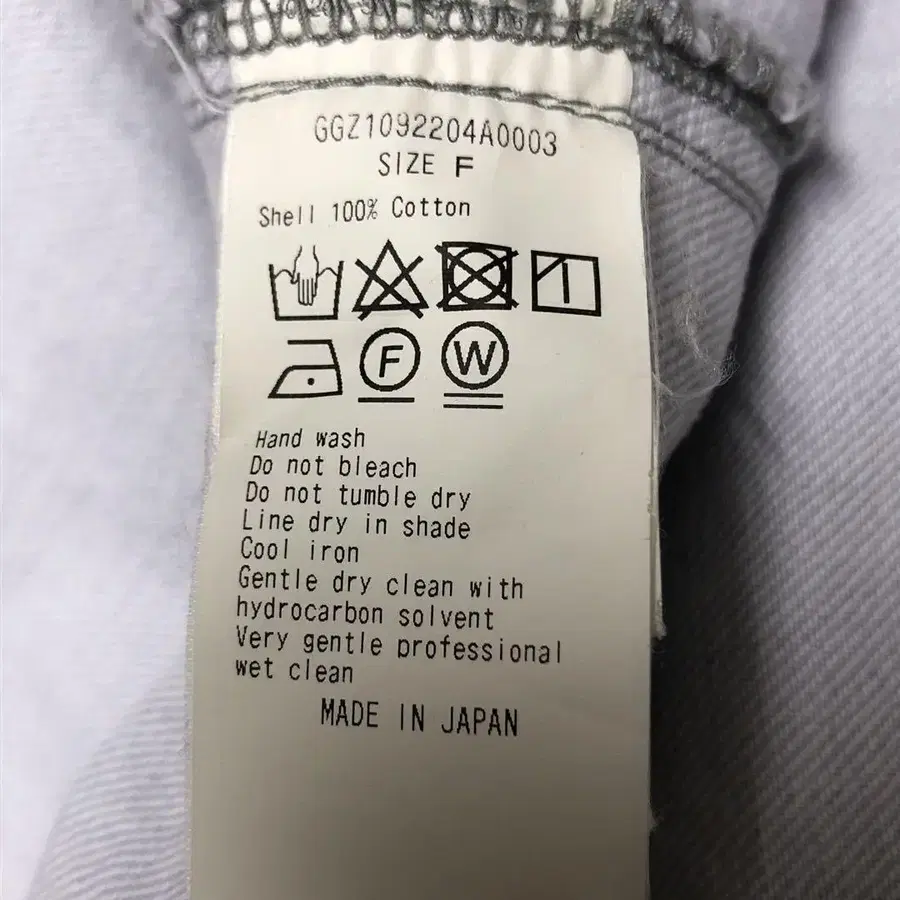 GGZ1092204A0003
SIZE F
Shell 100% Cotton
F W
Hand wash
Do not bleach
Do not tumble dry
Line dry in shade
Cool iron
Gentle dry clean with
hydrocarbon solvent
Very gentle professional
wet clean
MADE IN JAPAN